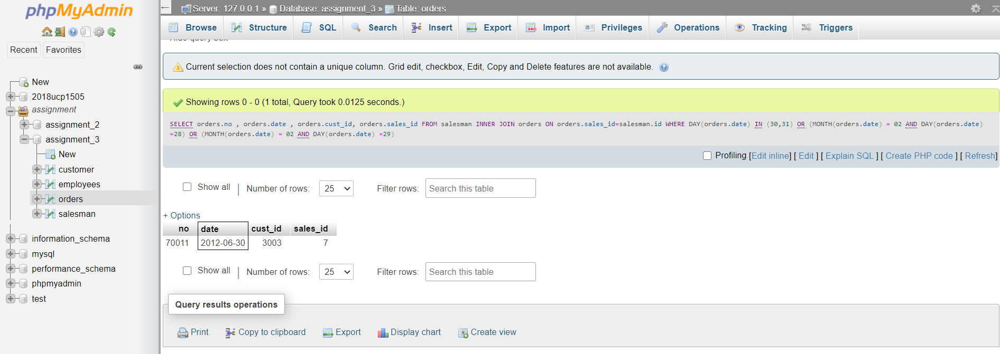 phpMyAdmin
Recent Favorites
New
2018ucp1505
assignment
assignment_2
assignment_3
New
customer
employees
orders
salesman
information_schema
mysql
performance_schema
phpmyadmin
test
Server: 127.0.0.1 » Database: assignment_3 » Table: orders
Browse Structure SQL Search Insert Export Import Privileges Operations Tracking Triggers
Hide query box
Current selection does not contain a unique column. Grid edit, checkbox, Edit, Copy and Delete features are not available.
Showing rows 0 - 0 (1 total, Query took 0.0125 seconds.)
SELECT orders.no , orders.date , orders.cust_id, orders.sales_id FROM salesman INNER JOIN orders ON orders.sales_id=salesman.id WHERE DAY(orders.date) IN (30,31) OR (MONTH(orders.date) = 02 AND DAY(orders.date)
=28) OR (MONTH(orders.date) = 02 AND DAY(orders.date) =29)
Profiling [Edit inline] [ Edit ] [ Explain SQL ] [ Create PHP code ] [ Refresh]
Show all | Number of rows: 25 Filter rows: Search this table
+ Options
no date cust_id sales_id
70011 2012-06-30 3003 7
Show all | Number of rows: 25 Filter rows: Search this table
Query results operations
Print Copy to clipboard Export Display chart Create view